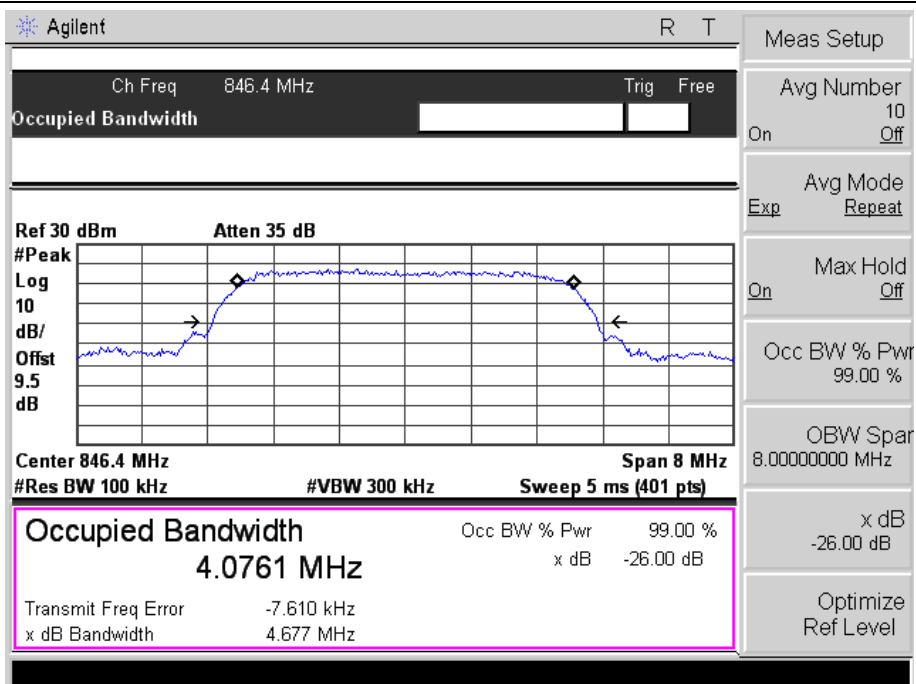 Agilent R T
Ch Freq 846.4 MHz Trig Free
Occupied Bandwidth
Ref 30 dBm Atten 35 dB
#Peak
Log
10
dB/
Offst
9.5
dB
Center 846.4 MHz Span 8 MHz
#Res BW 100 kHz #VBW 300 kHz Sweep 5 ms (401 pts)
Occupied Bandwidth Occ BW % Pwr 99.00 %
4.0761 MHz x dB -26.00 dB
Transmit Freq Error -7.610 kHz
x dB Bandwidth 4.677 MHz
Meas Setup
Avg Number
10
On Off
Avg Mode
Exp Repeat
Max Hold
On Off
Occ BW % Pwr
99.00 %
OBW Span
8.00000000 MHz
x dB
-26.00 dB
Optimize
Ref Level